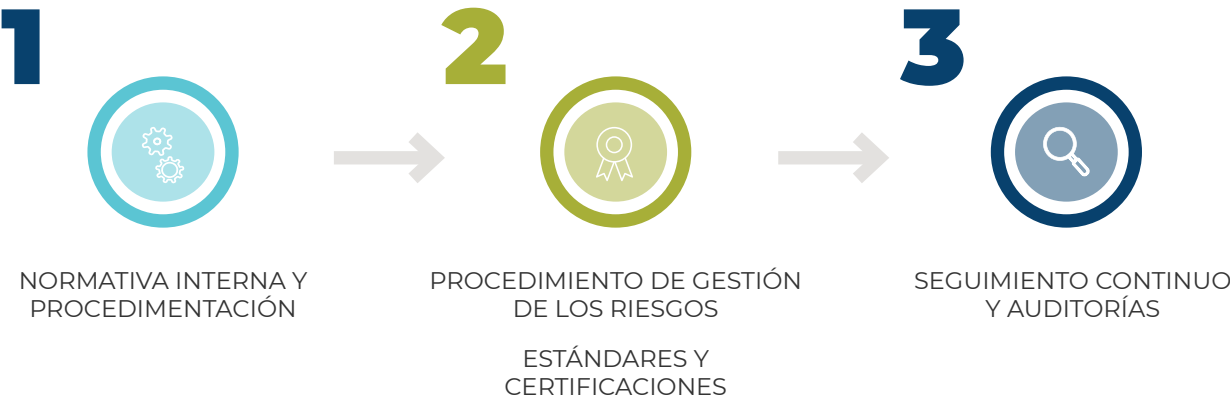 1
NORMATIVA INTERNA Y
PROCEDIMENTACIÓN
2
PROCEDIMIENTO DE GESTIÓN
DE LOS RIESGOS
ESTÁNDARES Y
CERTIFICACIONES
3
SEGUIMIENTO CONTINUO
Y AUDITORÍAS